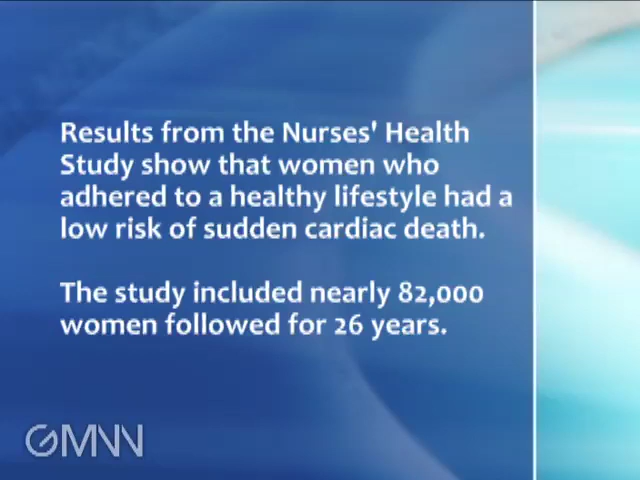 Results from the Nurses' Health
Study show that women who
adhered to a healthy lifestyle had a
low risk of sudden cardiac death.
The study included nearly 82,000
women followed for 26 years.
GMNN